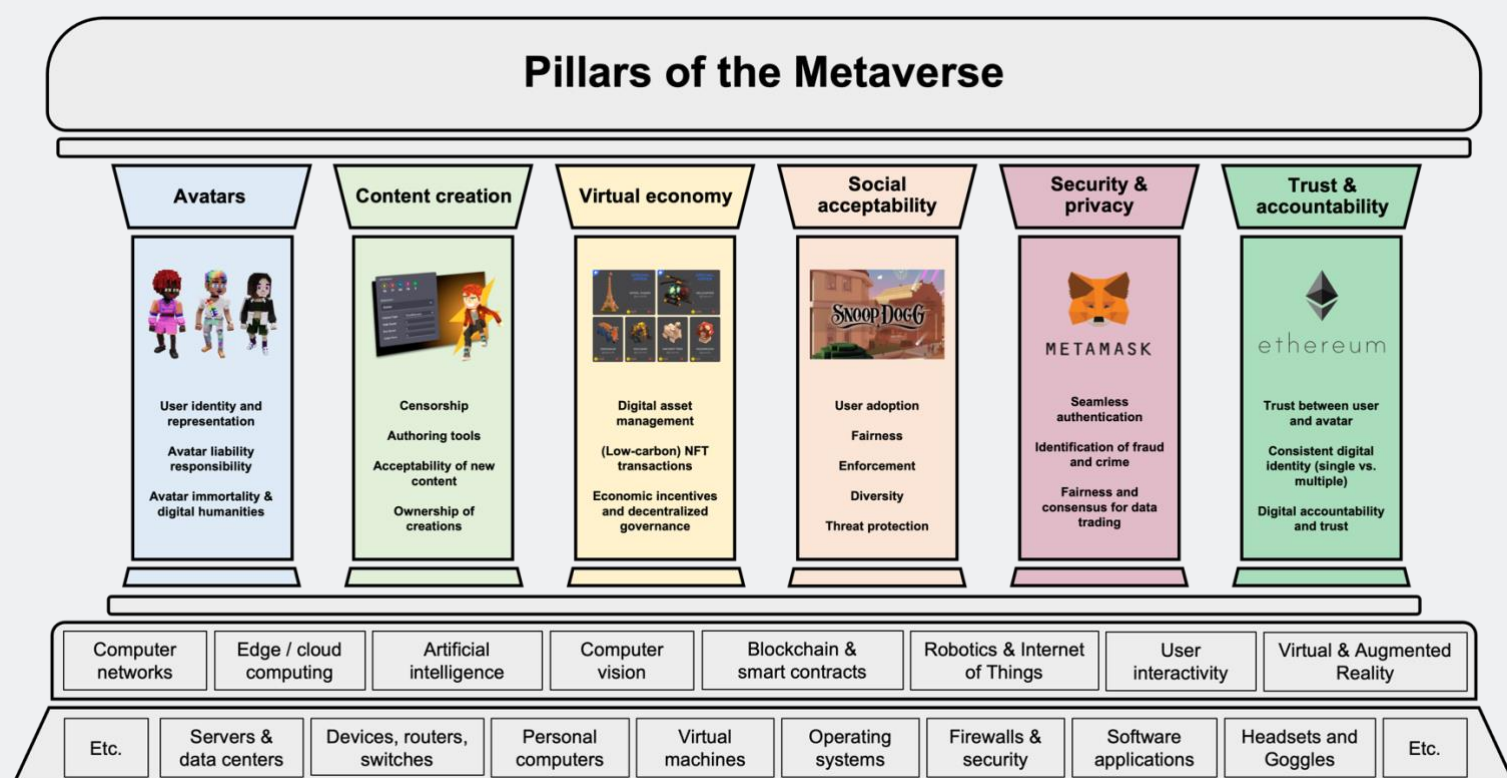 Pillars of the Metaverse
Avatars
User identity and
representation
Avatar liability
responsibility
Avatar immortality &
digital humanities
Content creation
Censorship
Authoring tools
Acceptability of new
content
Ownership of
creations
Virtual economy
Digital asset
management
(Low-carbon) NFT
transactions
Economic incentives
and decentralized
governance
Social
acceptability
SNOOP DOGG
User adoption
Fairness
Enforcement
Diversity
Threat protection
Security &
privacy
METAMASK
Seamless
authentication
Identification of fraud
and crime
Fairness and
consensus for data
trading
Trust &
accountability
ethereum
Trust between user
and avatar
Consistent digital
identity (single vs.
multiple)
Digital accountability
and trust
Computer
networks
Edge / cloud
computing
Artificial
intelligence
Computer
vision
Blockchain &
smart contracts
Robotics & Internet
of Things
User
interactivity
Virtual & Augmented
Reality
Etc.
Servers &
data centers
Devices, routers,
switches
Personal
computers
Virtual
machines
Operating
systems
Firewalls &
security
Software
applications
Headsets and
Goggles
Etc.